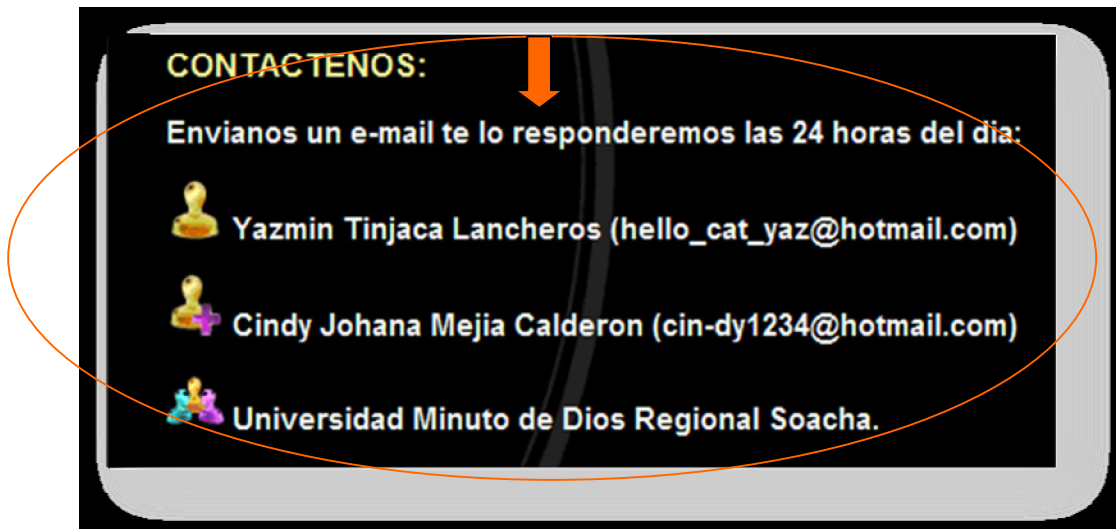 CONTACTENOS:
Envianos un e-mail te lo responderemos las 24 horas del dia:
Yazmin Tinjaca Lancheros (hello_cat_yaz@hotmail.com)
Cindy Johana Mejia Calderon (cin-dy1234@hotmail.com)
Universidad Minuto de Dios Regional Soacha.